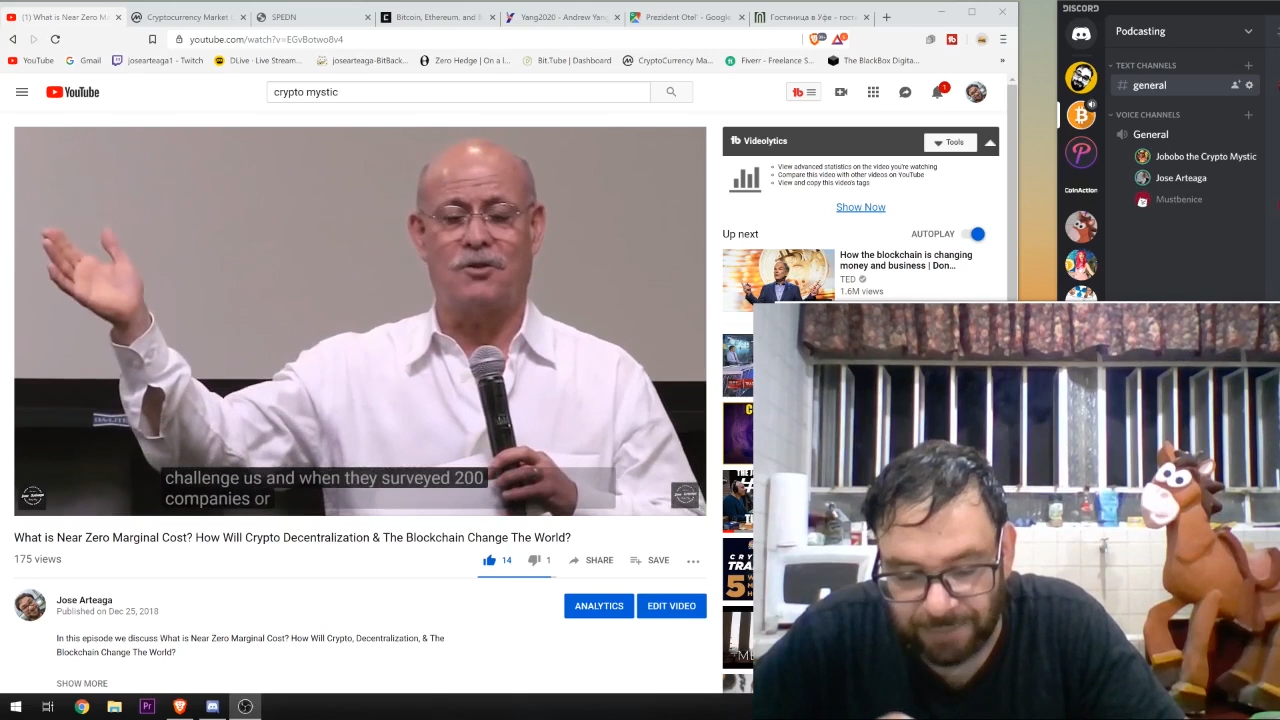 (1) What is Near Zero M
Cryptocurrency Market
SPEDN
Bitcoin, Ethereum, and
Yang2020 - Andrew Yang
Prezident Otel' - Google
Гостиница в Уфе - гост
youtube.com/watch?v=EGvBotwo8v4
YouTube
Gmail
josearteaga1 - Twitch
DLive · Live Stream...
josearteaga-BitBack...
Zero Hedge | On a l...
Bit.Tube | Dashboard
CryptoCurrency Ma...
Fiverr - Freelance S...
The BlackBox Digita...
YouTube
crypto mystic
1
challenge us and when they surveyed 200
companies or
What is Near Zero Marginal Cost? How Will Crypto Decentralization & The Blockchain Change The World?
175 views
14
1
SHARE
SAVE
Jose Arteaga
Published on Dec 25, 2018
ANALYTICS
EDIT VIDEO
In this episode we discuss What is Near Zero Marginal Cost? How Will Crypto, Decentralization, & The
Blockchain Change The World?
SHOW MORE
tb Videolytics
Tools
View advanced statistics on the video you're watching
Compare this video with other videos on YouTube
View and copy this video's tags
Show Now
Up next
AUTOPLAY
How the blockchain is changing
money and business | Don...
TED
1.6M views
DISCORD
Podcasting
TEXT CHANNELS
# general
VOICE CHANNELS
General
Jobobo the Crypto Mystic
Jose Arteaga
Mustbenice
CoinAction